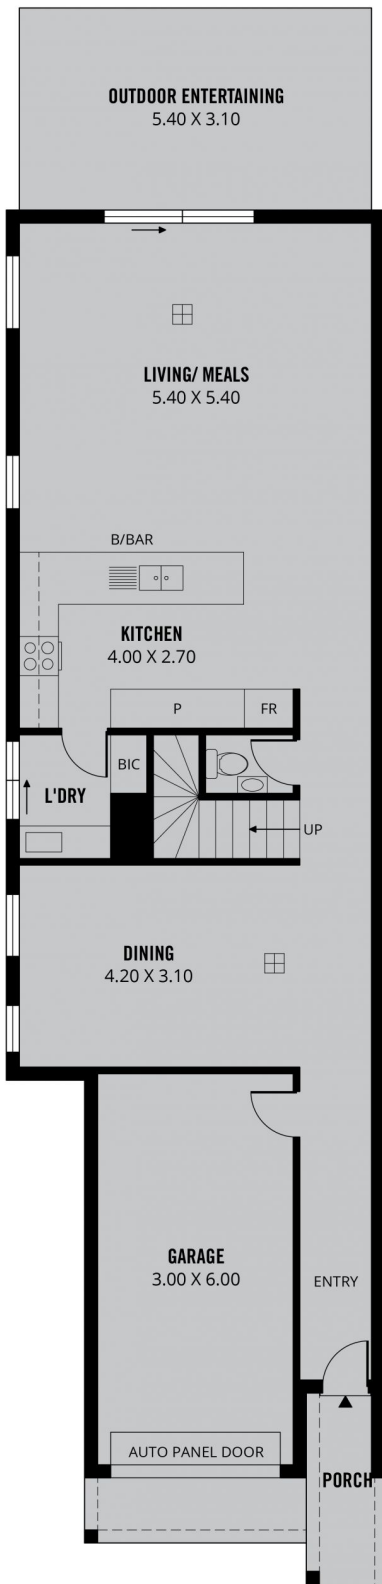 OUTDOOR ENTERTAINING
5.40 X 3.10
LIVING/ MEALS
5.40 X 5.40
B/BAR
KITCHEN
4.00 X 2.70
P
FR
BIC
L'DRY
UP
DINING
4.20 X 3.10
GARAGE
3.00 X 6.00
ENTRY
AUTO PANEL DOOR
PORCH